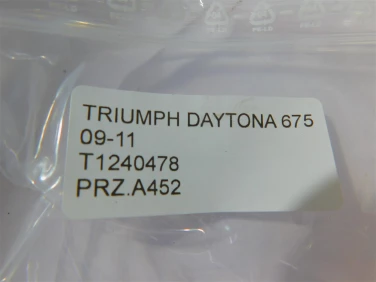 TRIUMPH DAYTONA 675
09-11
T1240478
PRZ.A452